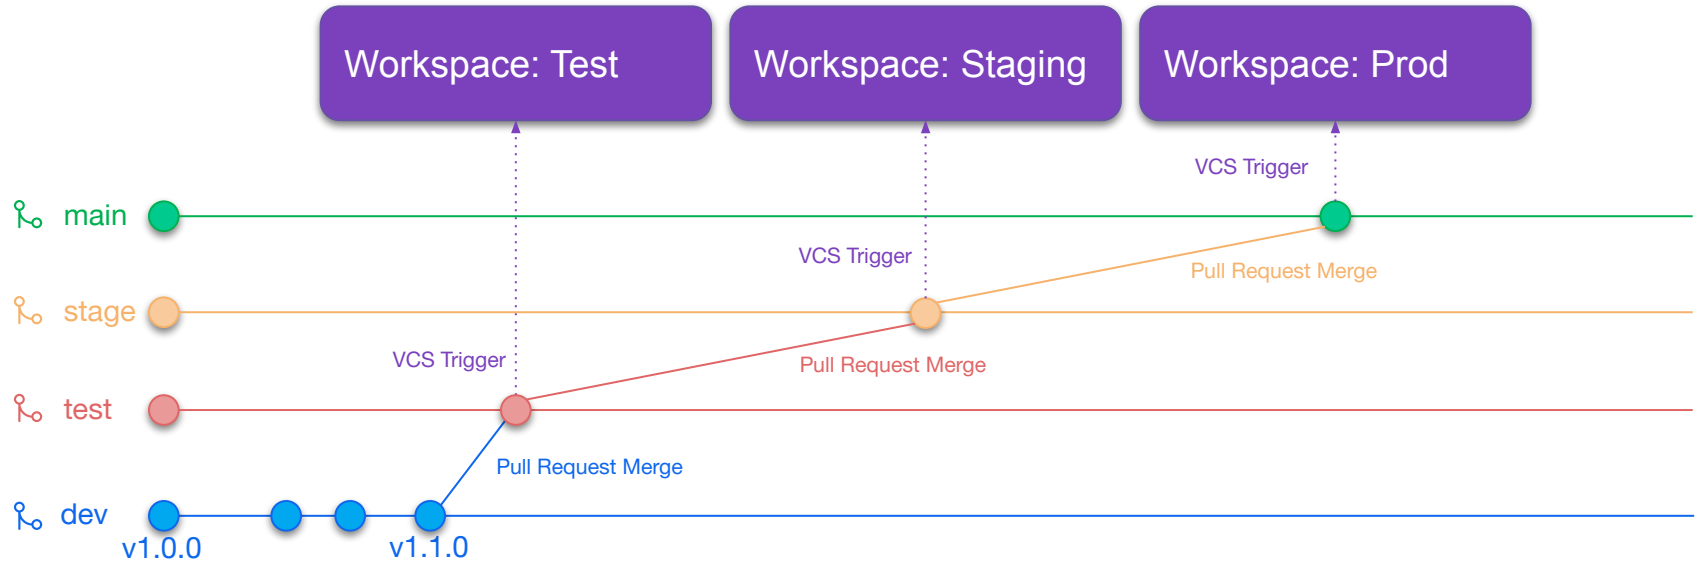 Workspace: Test
Workspace: Staging
Workspace: Prod
VCS Trigger
main
VCS Trigger
Pull Request Merge
stage
VCS Trigger
Pull Request Merge
test
Pull Request Merge
dev
v1.0.0
v1.1.0